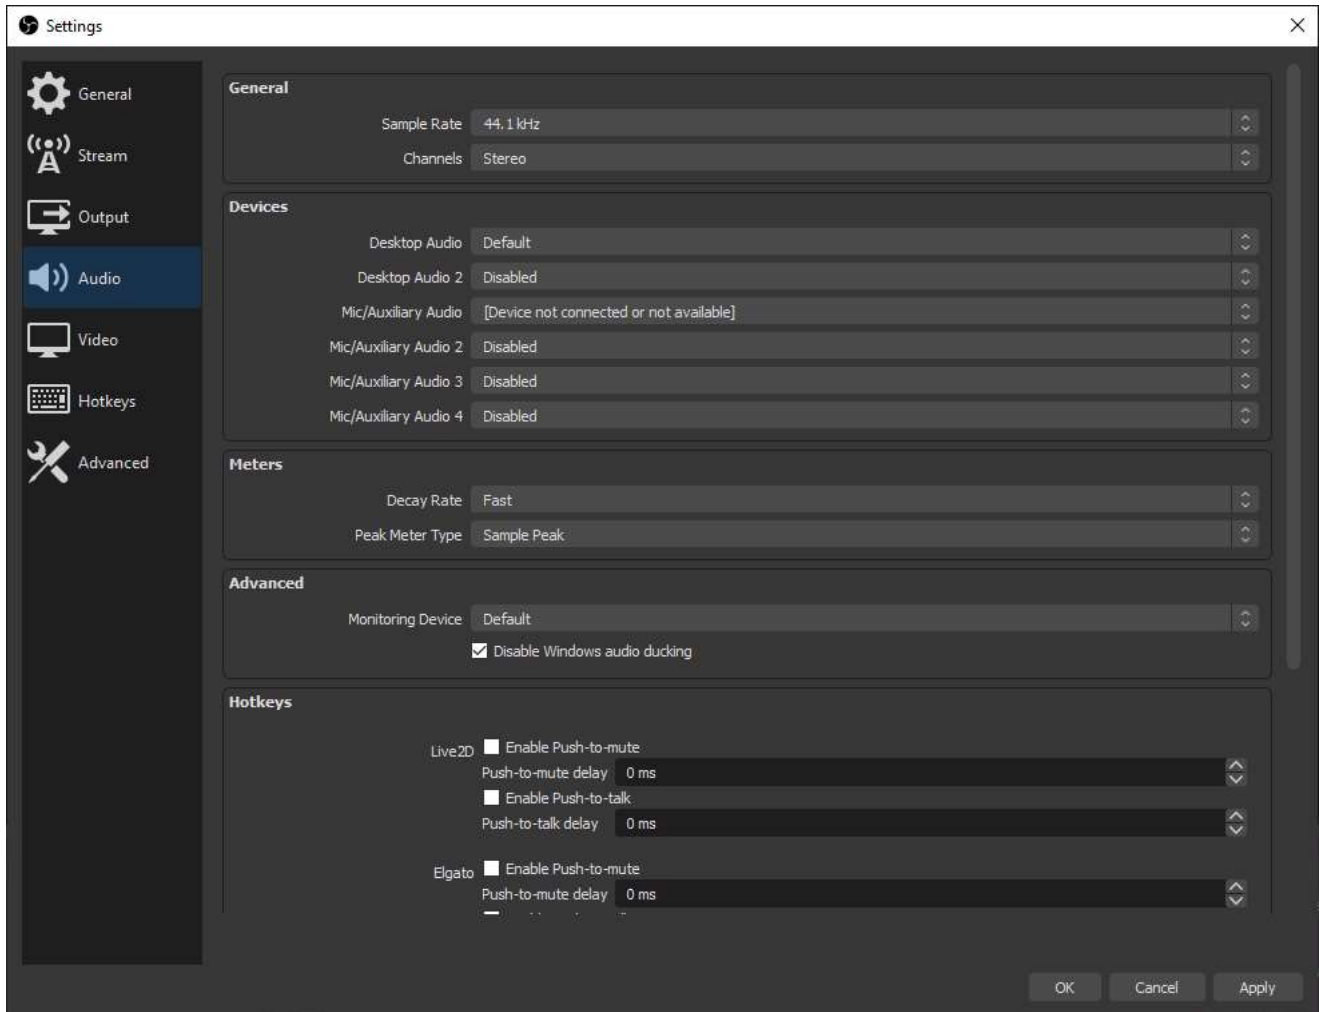 Settings
General
Stream
Output
Audio
Video
Hotkeys
Advanced
General
Sample Rate 44.1 kHz
Channels Stereo
Devices
Desktop Audio Default
Desktop Audio 2 Disabled
Mic/Auxiliary Audio [Device not connected or not available]
Mic/Auxiliary Audio 2 Disabled
Mic/Auxiliary Audio 3 Disabled
Mic/Auxiliary Audio 4 Disabled
Meters
Decay Rate Fast
Peak Meter Type Sample Peak
Advanced
Monitoring Device Default
Disable Windows audio ducking
Hotkeys
Live2D Enable Push-to-mute
Push-to-mute delay 0 ms
Enable Push-to-talk
Push-to-talk delay 0 ms
Elgato Enable Push-to-mute
Push-to-mute delay 0 ms
OK Cancel Apply